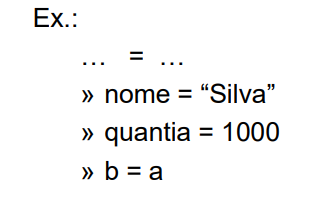 Ex.:
… = …
» nome = “Silva”
» quantia = 1000
» b = a